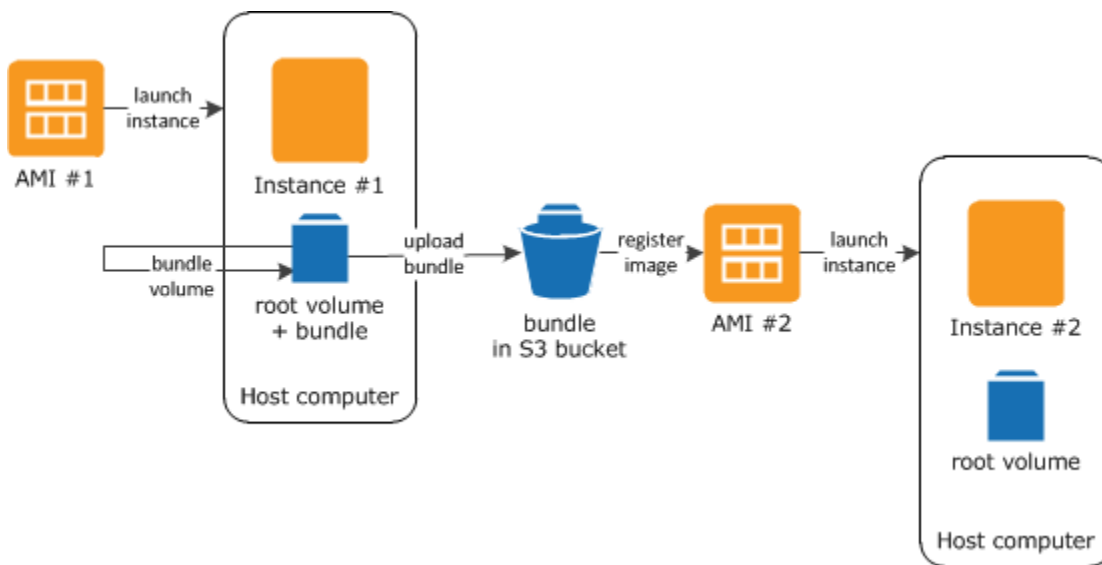 launch
instance
AMI #1
Instance #1
bundle
volume
root volume
+ bundle
Host computer
upload
bundle
bundle
in S3 bucket
register
image
AMI #2
launch
instance
Instance #2
root volume
Host computer